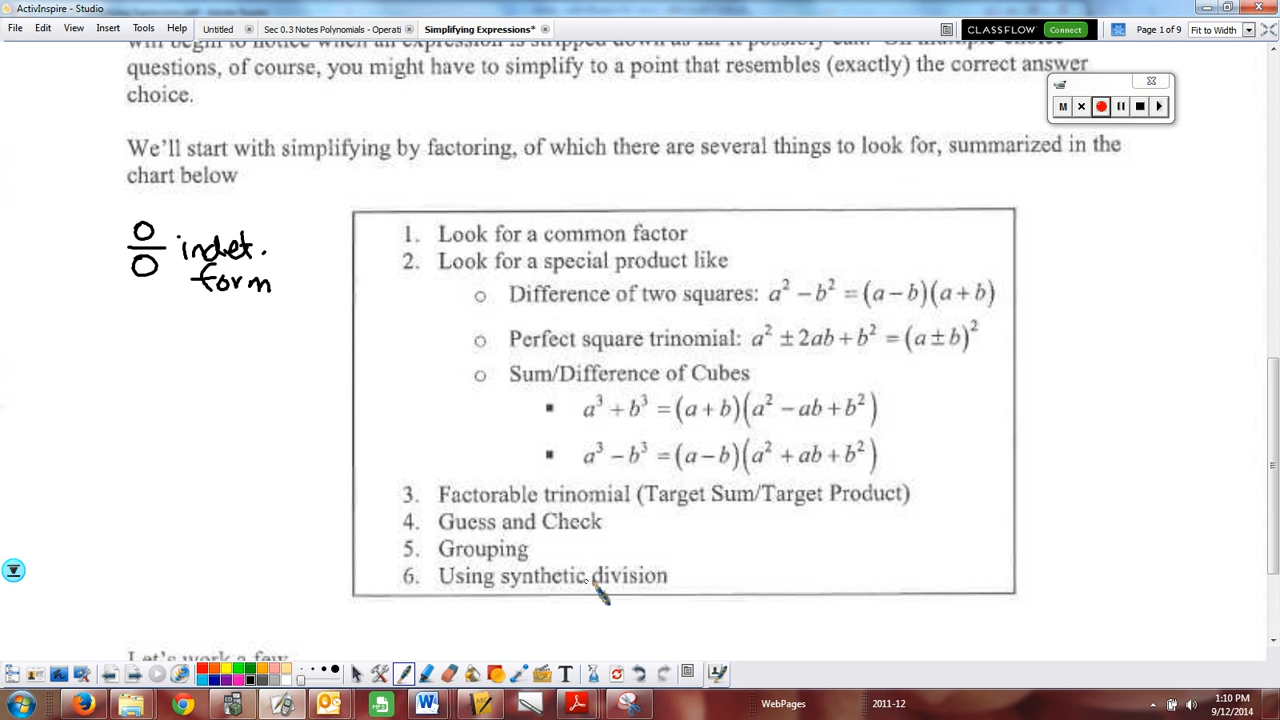 ActivInspire - Studio
File Edit View Insert Tools Help Untitled Sec 0.3 Notes Polynomials - Operati Simplifying Expressions* CLASSFLOW Connect Page 1 of 9 Fit to Width
questions, of course, you might have to simplify to a point that resembles (exactly) the correct answer
choice.
M
We'll start with simplifying by factoring, of which there are several things to look for, summarized in the
chart below
0/0 indet.
form
1. Look for a common factor
2. Look for a special product like
○ Difference of two squares: a² − b² = (a − b)(a + b)
○ Perfect square trinomial: a² ± 2ab + b² = (a ± b)²
○ Sum/Difference of Cubes
▪ a³ + b³ = (a + b)(a² − ab + b²)
▪ a³ − b³ = (a − b)(a² + ab + b²)
3. Factorable trinomial (Target Sum/Target Product)
4. Guess and Check
5. Grouping
6. Using synthetic division
Let's work a few
WebPages 2011-12 1:10 PM
9/12/2014